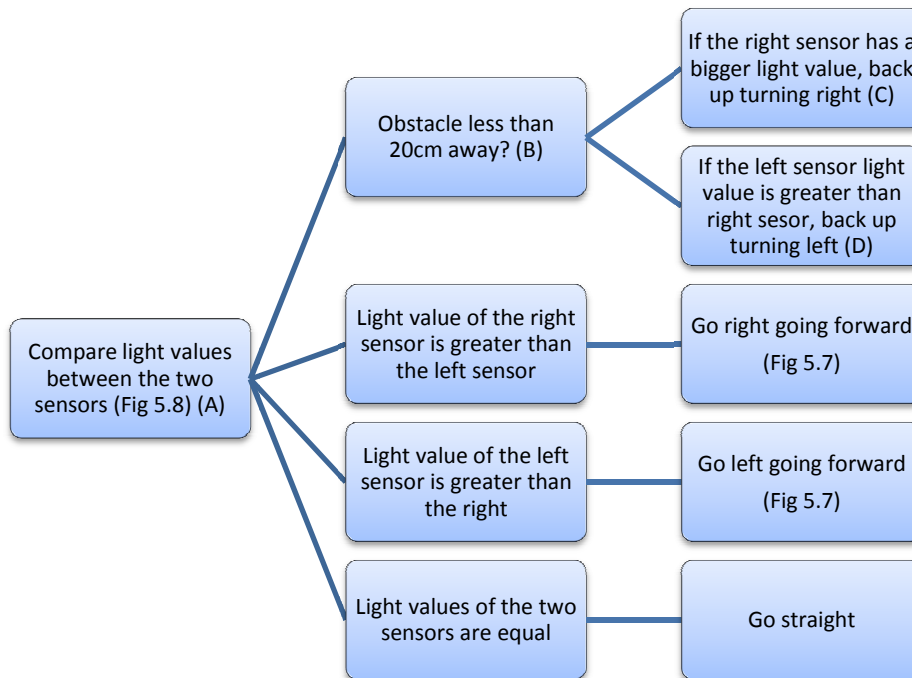 If the right sensor has a
bigger light value, back
up turning right (C)
Obstacle less than
20cm away? (B)
If the left sensor light
value is greater than
right sesor, back up
turning left (D)
Compare light values
between the two
sensors (Fig 5.8) (A)
Light value of the right
sensor is greater than
the left sensor
Go right going forward
(Fig 5.7)
Light value of the left
sensor is greater than
the right
Go left going forward
(Fig 5.7)
Light values of the two
sensors are equal
Go straight